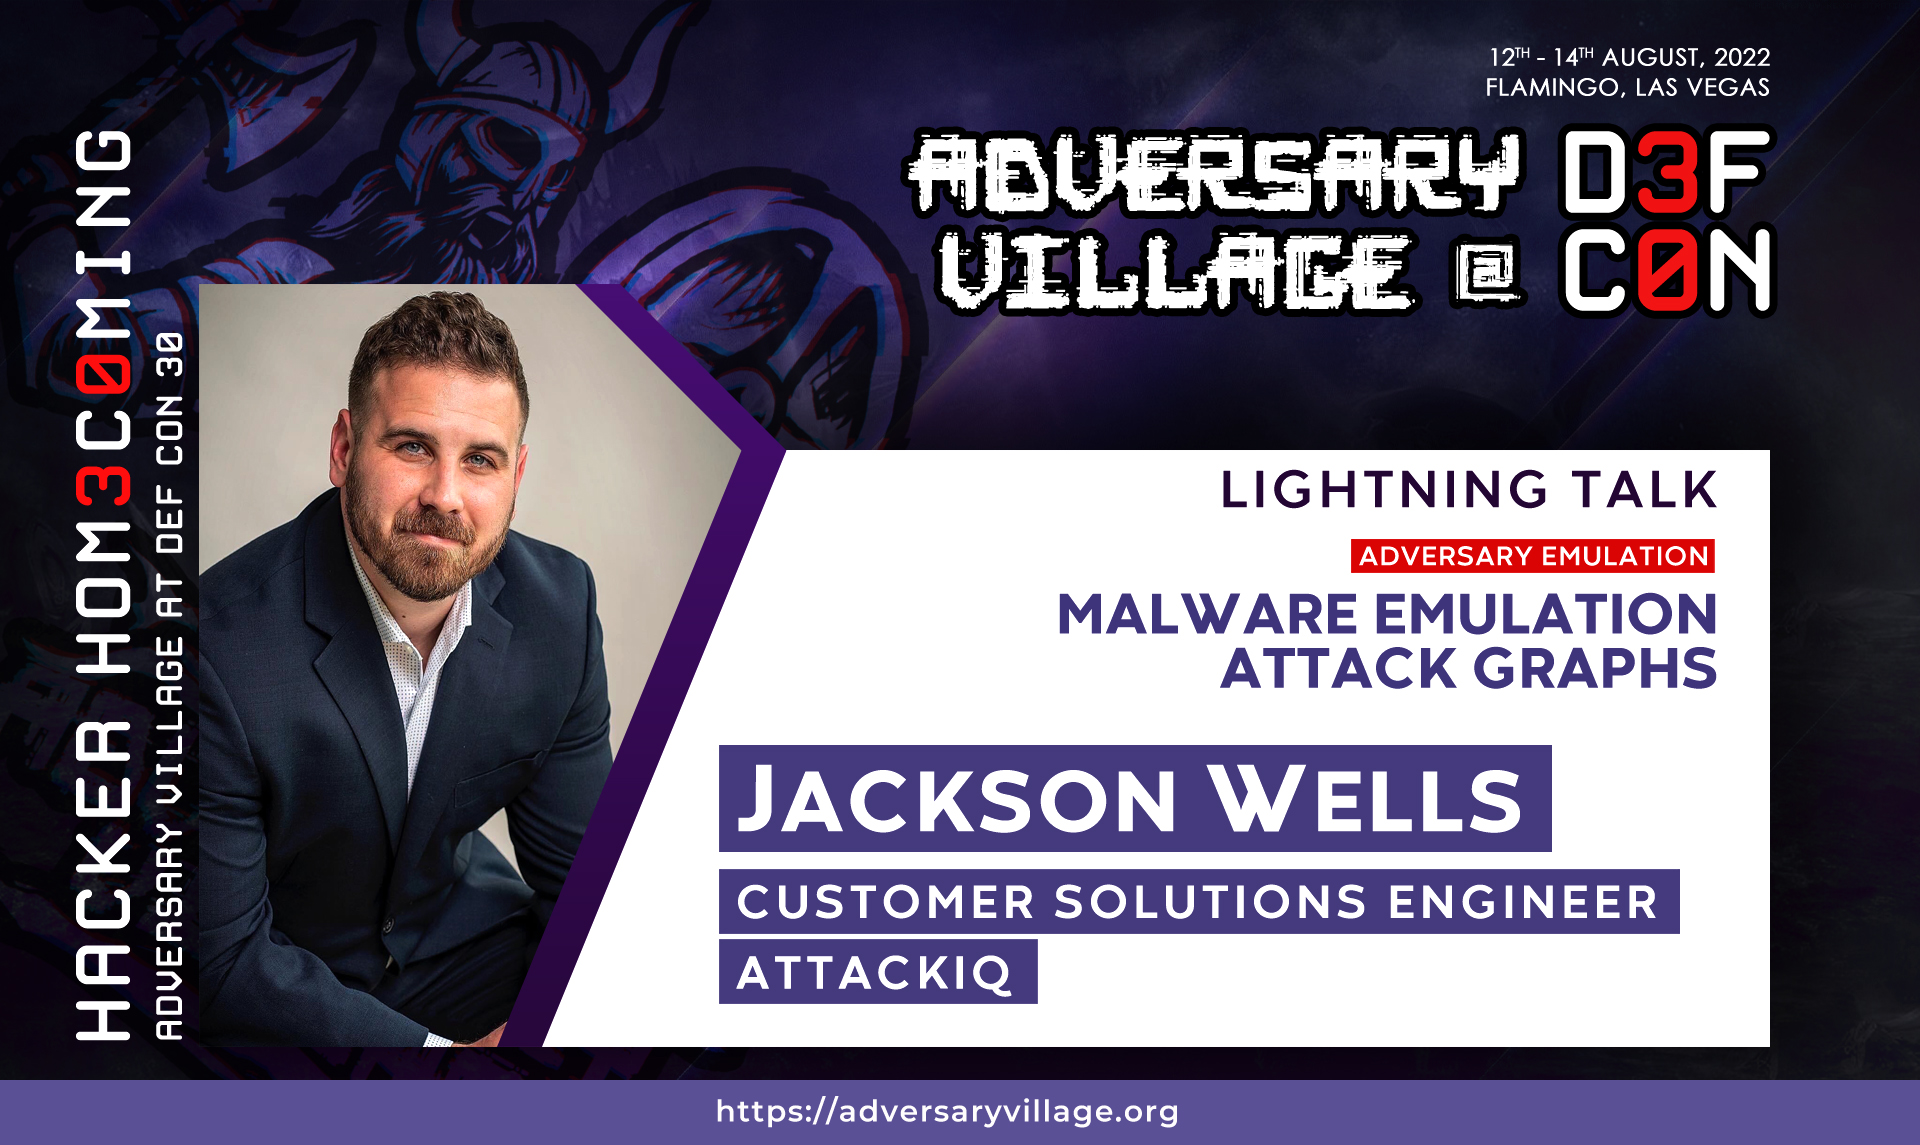 12TH - 14TH AUGUST, 2022
FLAMINGO, LAS VEGAS
ADVERSARY D3F
VILLAGE @ C0N
HACKER HOM3C0MING
ADVERSARY VILLAGE AT DEF CON 30
LIGHTNING TALK
ADVERSARY EMULATION
MALWARE EMULATION
ATTACK GRAPHS
JACKSON WELLS
CUSTOMER SOLUTIONS ENGINEER
ATTACKIQ
https://adversaryvillage.org